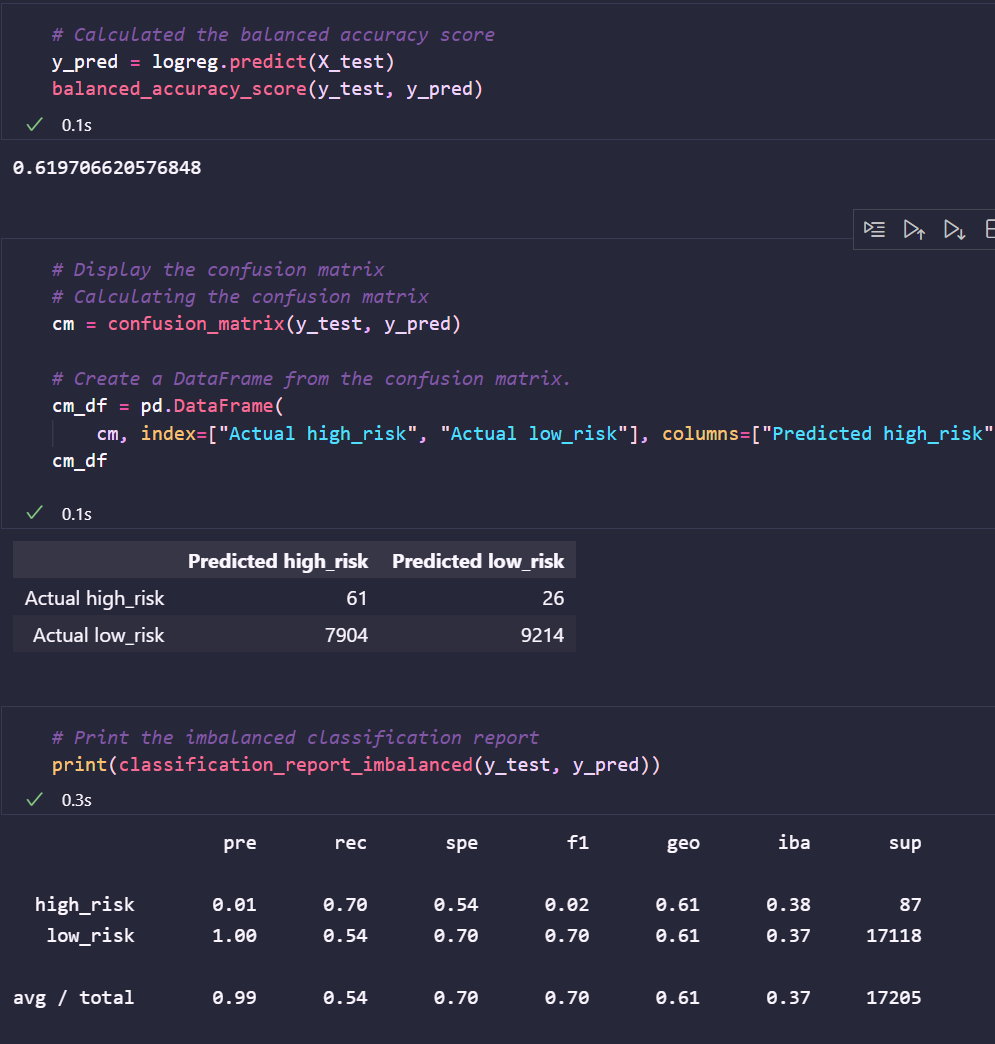 # Calculated the balanced accuracy score
y_pred = logreg.predict(X_test)
balanced_accuracy_score(y_test, y_pred)
0.1s
0.619706620576848
# Display the confusion matrix
# Calculating the confusion matrix
cm = confusion_matrix(y_test, y_pred)
# Create a DataFrame from the confusion matrix.
cm_df = pd.DataFrame(
cm, index=["Actual high_risk", "Actual low_risk"], columns=["Predicted high_risk"
cm_df
0.1s
Predicted high_risk Predicted low_risk
Actual high_risk 61 26
Actual low_risk 7904 9214
# Print the imbalanced classification report
print(classification_report_imbalanced(y_test, y_pred))
0.3s
pre rec spe f1 geo iba sup
high_risk 0.01 0.70 0.54 0.02 0.61 0.38 87
low_risk 1.00 0.54 0.70 0.70 0.61 0.37 17118
avg / total 0.99 0.54 0.70 0.70 0.61 0.37 17205